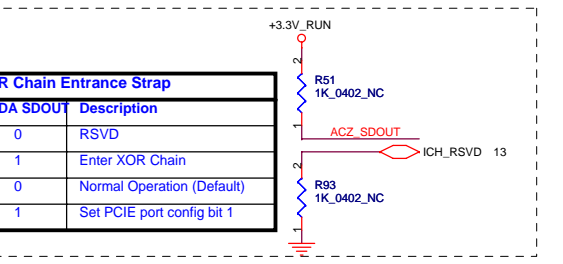 +3.3V_RUN
2
R51
1K_0402_NC
1
ACZ_SDOUT
ICH_RSVD 13
2
R93
1K_0402_NC
1
R Chain Entrance Strap
DA SDOUT Description
0 RSVD
1 Enter XOR Chain
0 Normal Operation (Default)
1 Set PCIE port config bit 1